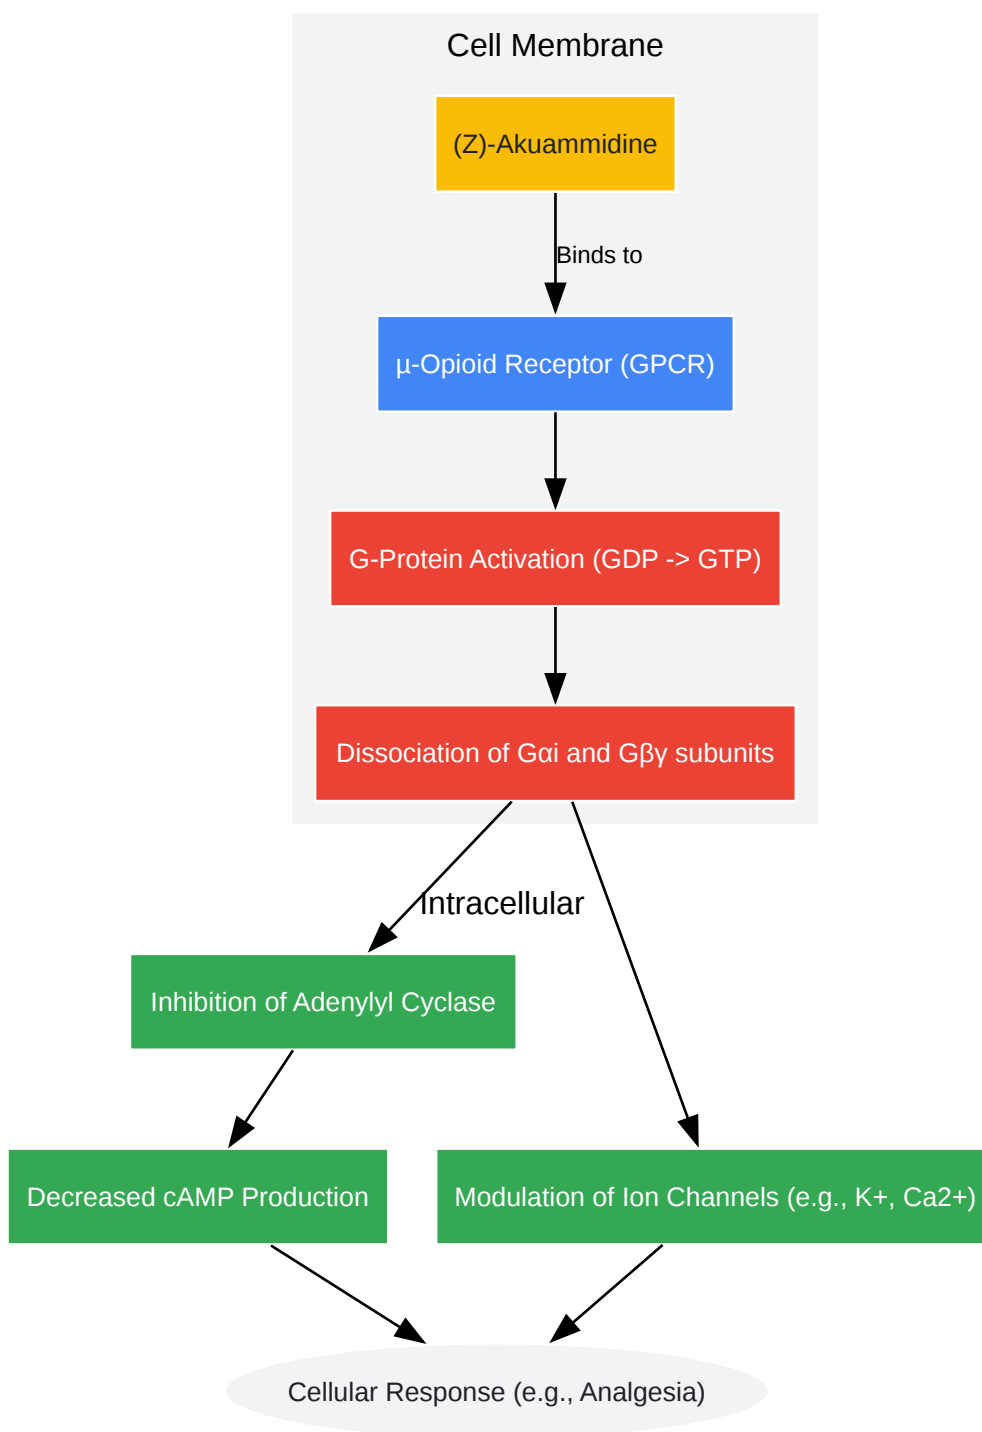 Cell Membrane
(Z)-Akuammidine
Binds to
µ-Opioid Receptor (GPCR)
G-Protein Activation (GDP -> GTP)
Dissociation of Gαi and Gβγ subunits
Intracellular
Inhibition of Adenylyl Cyclase
Decreased cAMP Production
Modulation of Ion Channels (e.g., K+, Ca2+)
Cellular Response (e.g., Analgesia)